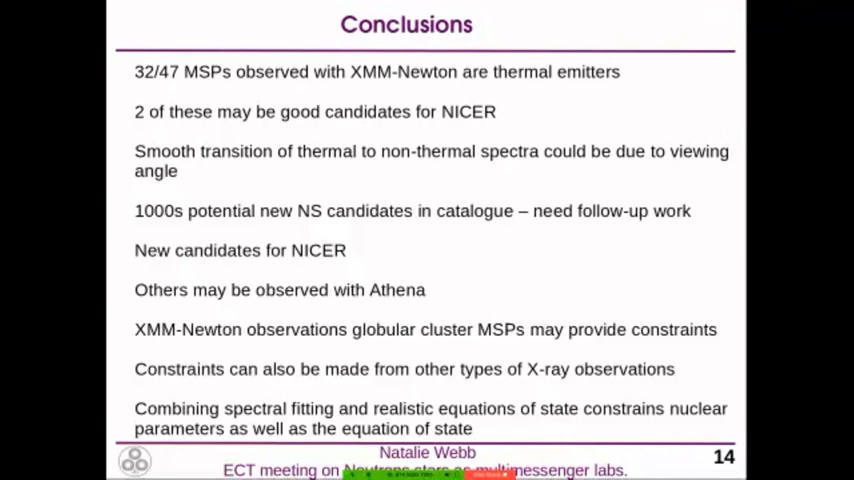 Conclusions
32/47 MSPs observed with XMM-Newton are thermal emitters
2 of these may be good candidates for NICER
Smooth transition of thermal to non-thermal spectra could be due to viewing
angle
1000s potential new NS candidates in catalogue – need follow-up work
New candidates for NICER
Others may be observed with Athena
XMM-Newton observations globular cluster MSPs may provide constraints
Constraints can also be made from other types of X-ray observations
Combining spectral fitting and realistic equations of state constrains nuclear
parameters as well as the equation of state
Natalie Webb
14
ECT meeting on Neutrons stars as multimessenger labs.